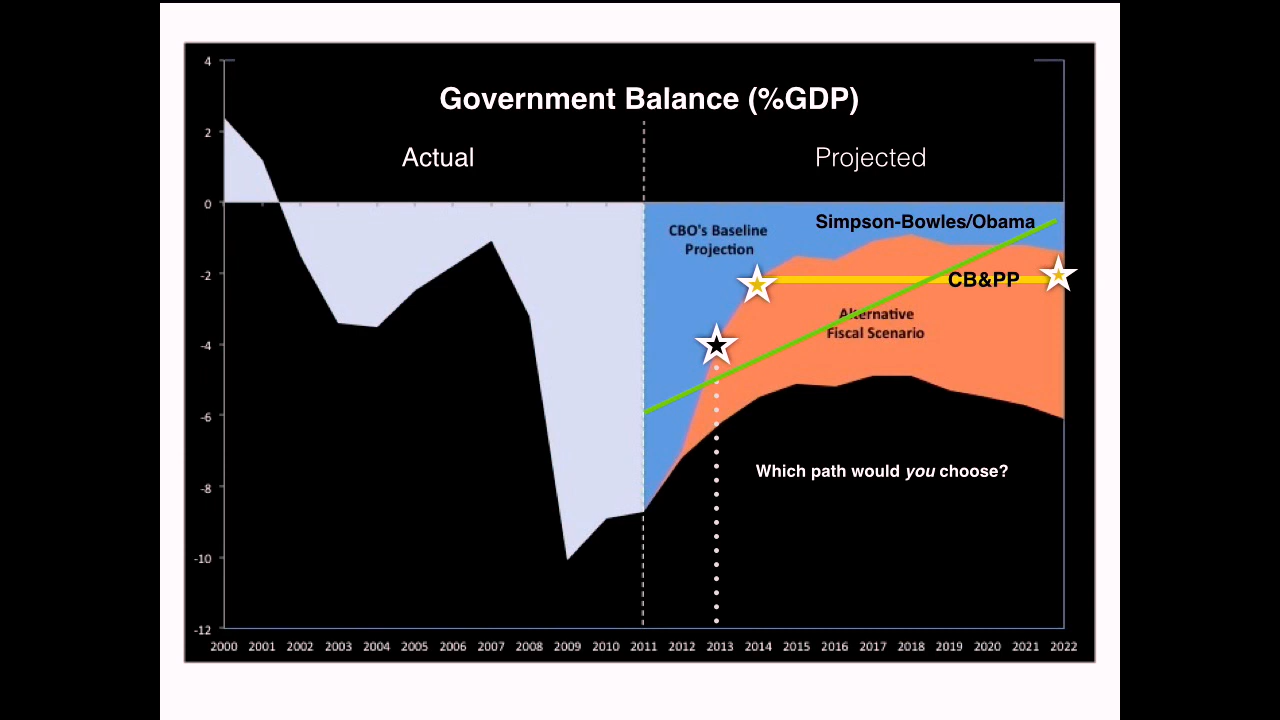 Government Balance (%GDP)
Actual
Projected
4
2
0
-2
-4
-6
-8
-10
-12
CBO's Baseline
Projection
Simpson-Bowles/Obama
CB&PP
Alternative
Fiscal Scenario
Which path would you choose?
2000 2001 2002 2003 2004 2005 2006 2007 2008 2009 2010 2011 2012 2013 2014 2015 2016 2017 2018 2019 2020 2021 2022